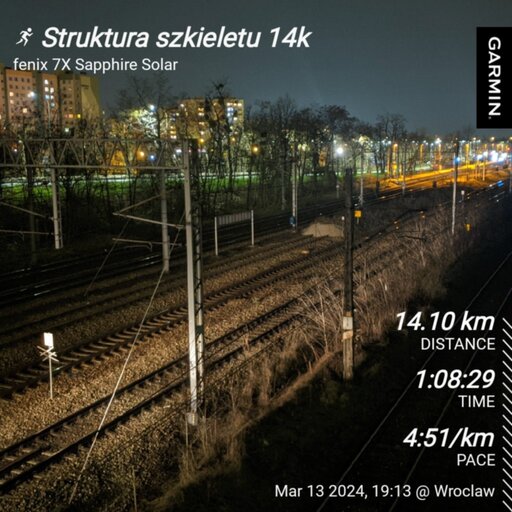 Struktura szkieletu 14k
fenix 7X Sapphire Solar
GARMIN
14.10 km
DISTANCE
1:08:29
TIME
4:51/km
PACE
Mar 13 2024, 19:13 @ Wroclaw